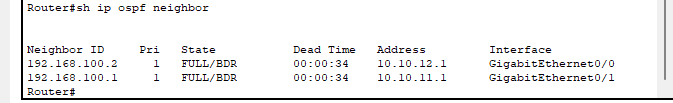 Router#sh ip ospf neighbor
Neighbor ID Pri State Dead Time Address Interface
192.168.100.2 1 FULL/BDR 00:00:34 10.10.12.1 GigabitEthernet0/0
192.168.100.1 1 FULL/BDR 00:00:34 10.10.11.1 GigabitEthernet0/1
Router#